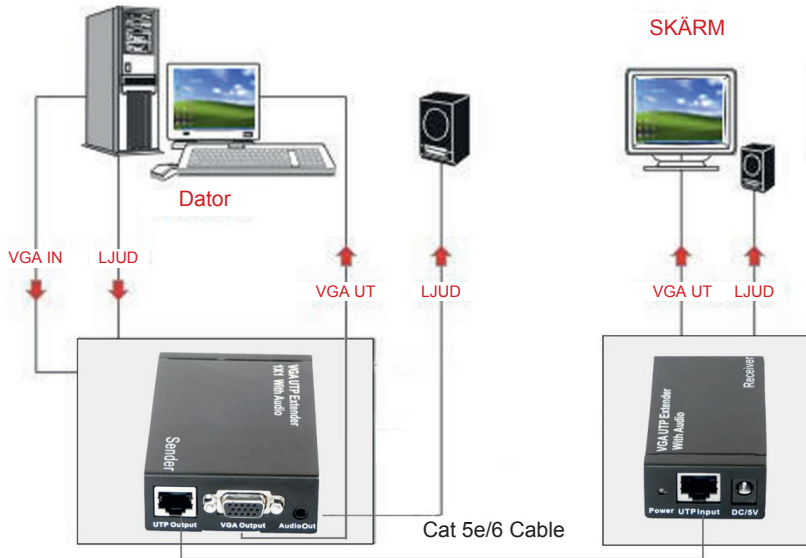 SKÄRM
Dator
VGA IN
LJUD
VGA UT
LJUD
VGA UT
LJUD
VGA UTP Extender
1X1 With Audio
Sender
UTP Output
VGA Output
AudioOut
Cat 5e/6 Cable
Receiver
VGA UTP Extender
With Audio
Power
UTP Input
DC/5V